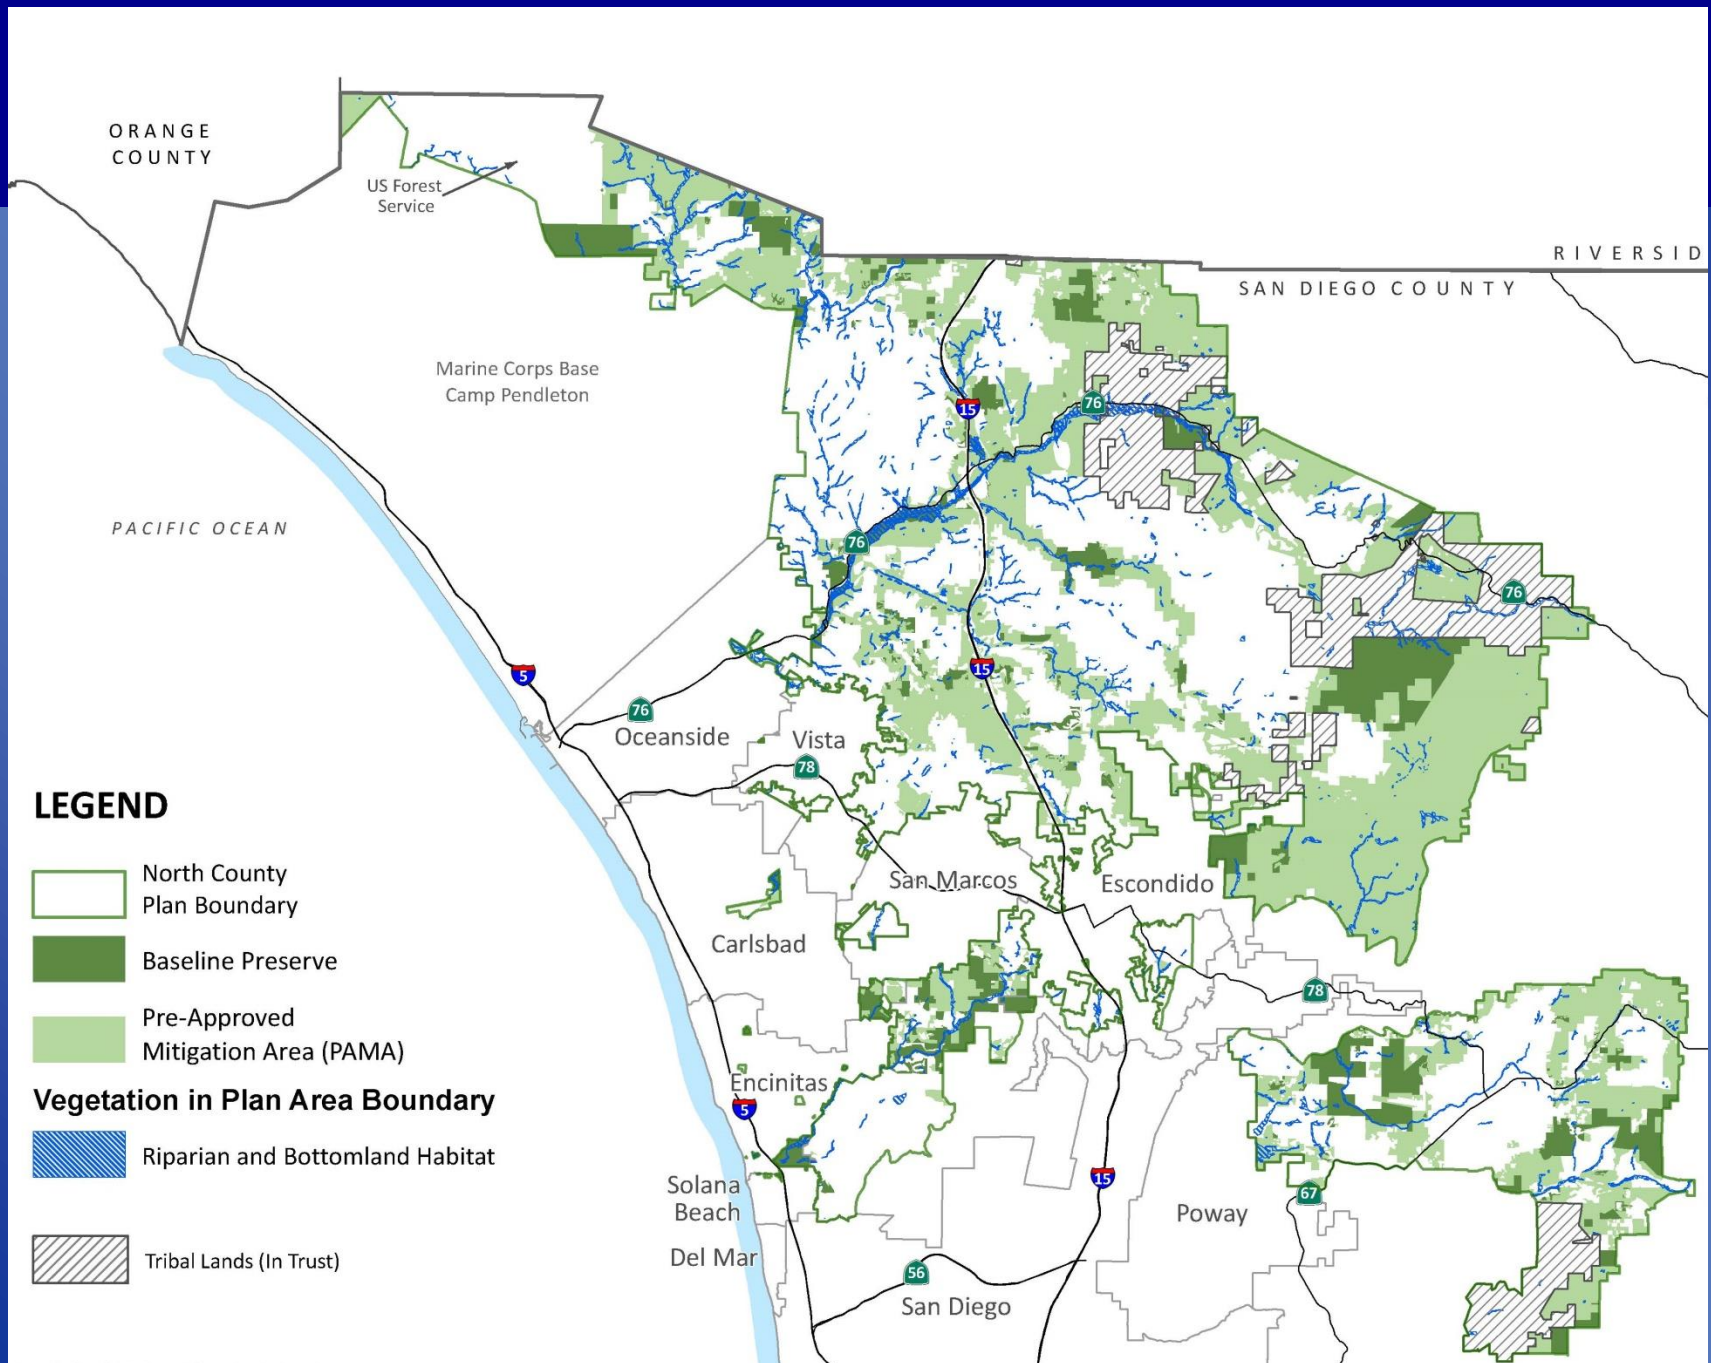 ORANGE
COUNTY
US Forest
Service
RIVERSID
SAN DIEGO COUNTY
Marine Corps Base
Camp Pendleton
15
76
PACIFIC OCEAN
76
76
15
5
76
Oceanside
Vista
78
LEGEND
North County
Plan Boundary
Baseline Preserve
Pre-Approved
Mitigation Area (PAMA)
Vegetation in Plan Area Boundary
Riparian and Bottomland Habitat
Tribal Lands (In Trust)
San Marcos
Escondido
Carlsbad
78
Encinitas
5
Solana
Beach
15
67
Poway
Del Mar
56
San Diego